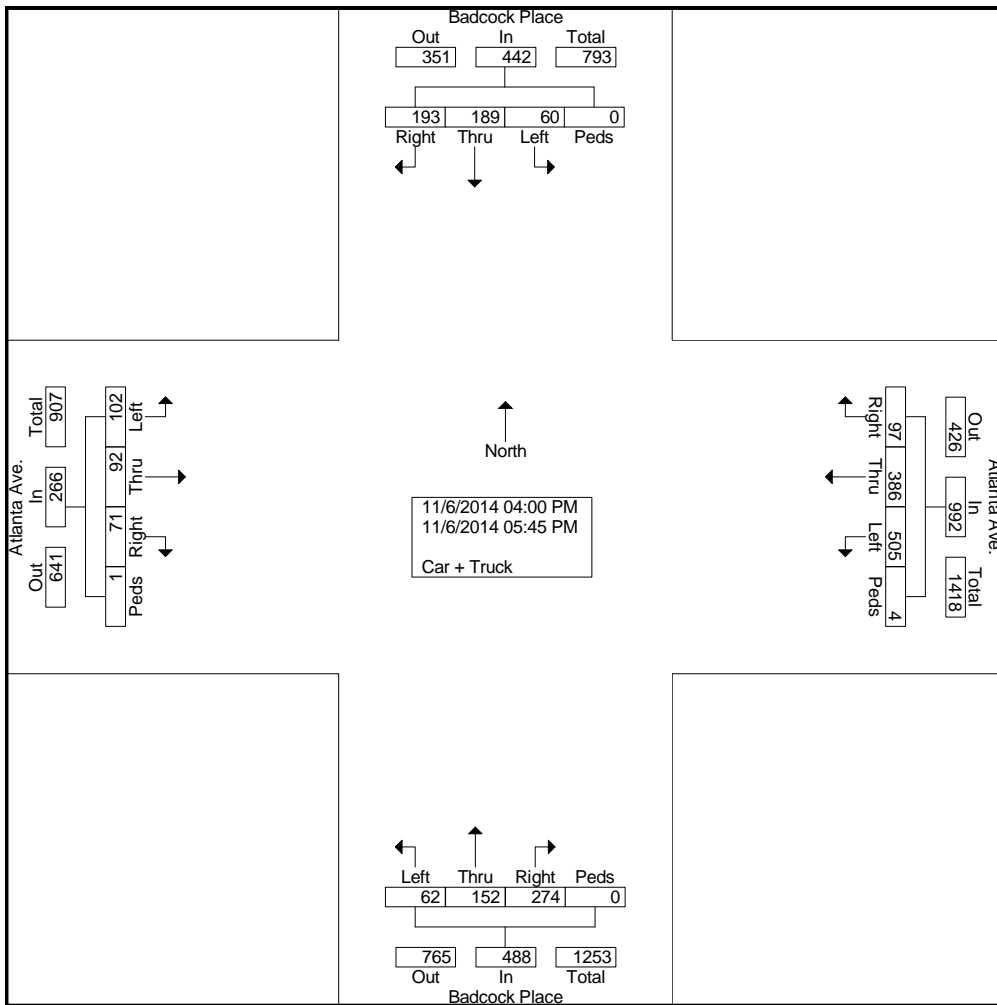 Badcock Place
Out In Total
351 442 793
193 189 60 0
Right Thru Left Peds
Atlanta Ave.
Total In Out
907 266 641
102 92 71 1
Left Thru Right Peds
North
11/6/2014 04:00 PM
11/6/2014 05:45 PM
Car + Truck
Right Thru Left Peds
97 386 505 4
Out In Total
426 992 1418
Atlanta Ave.
Left Thru Right Peds
62 152 274 0
765 488 1253
Out In Total
Badcock Place